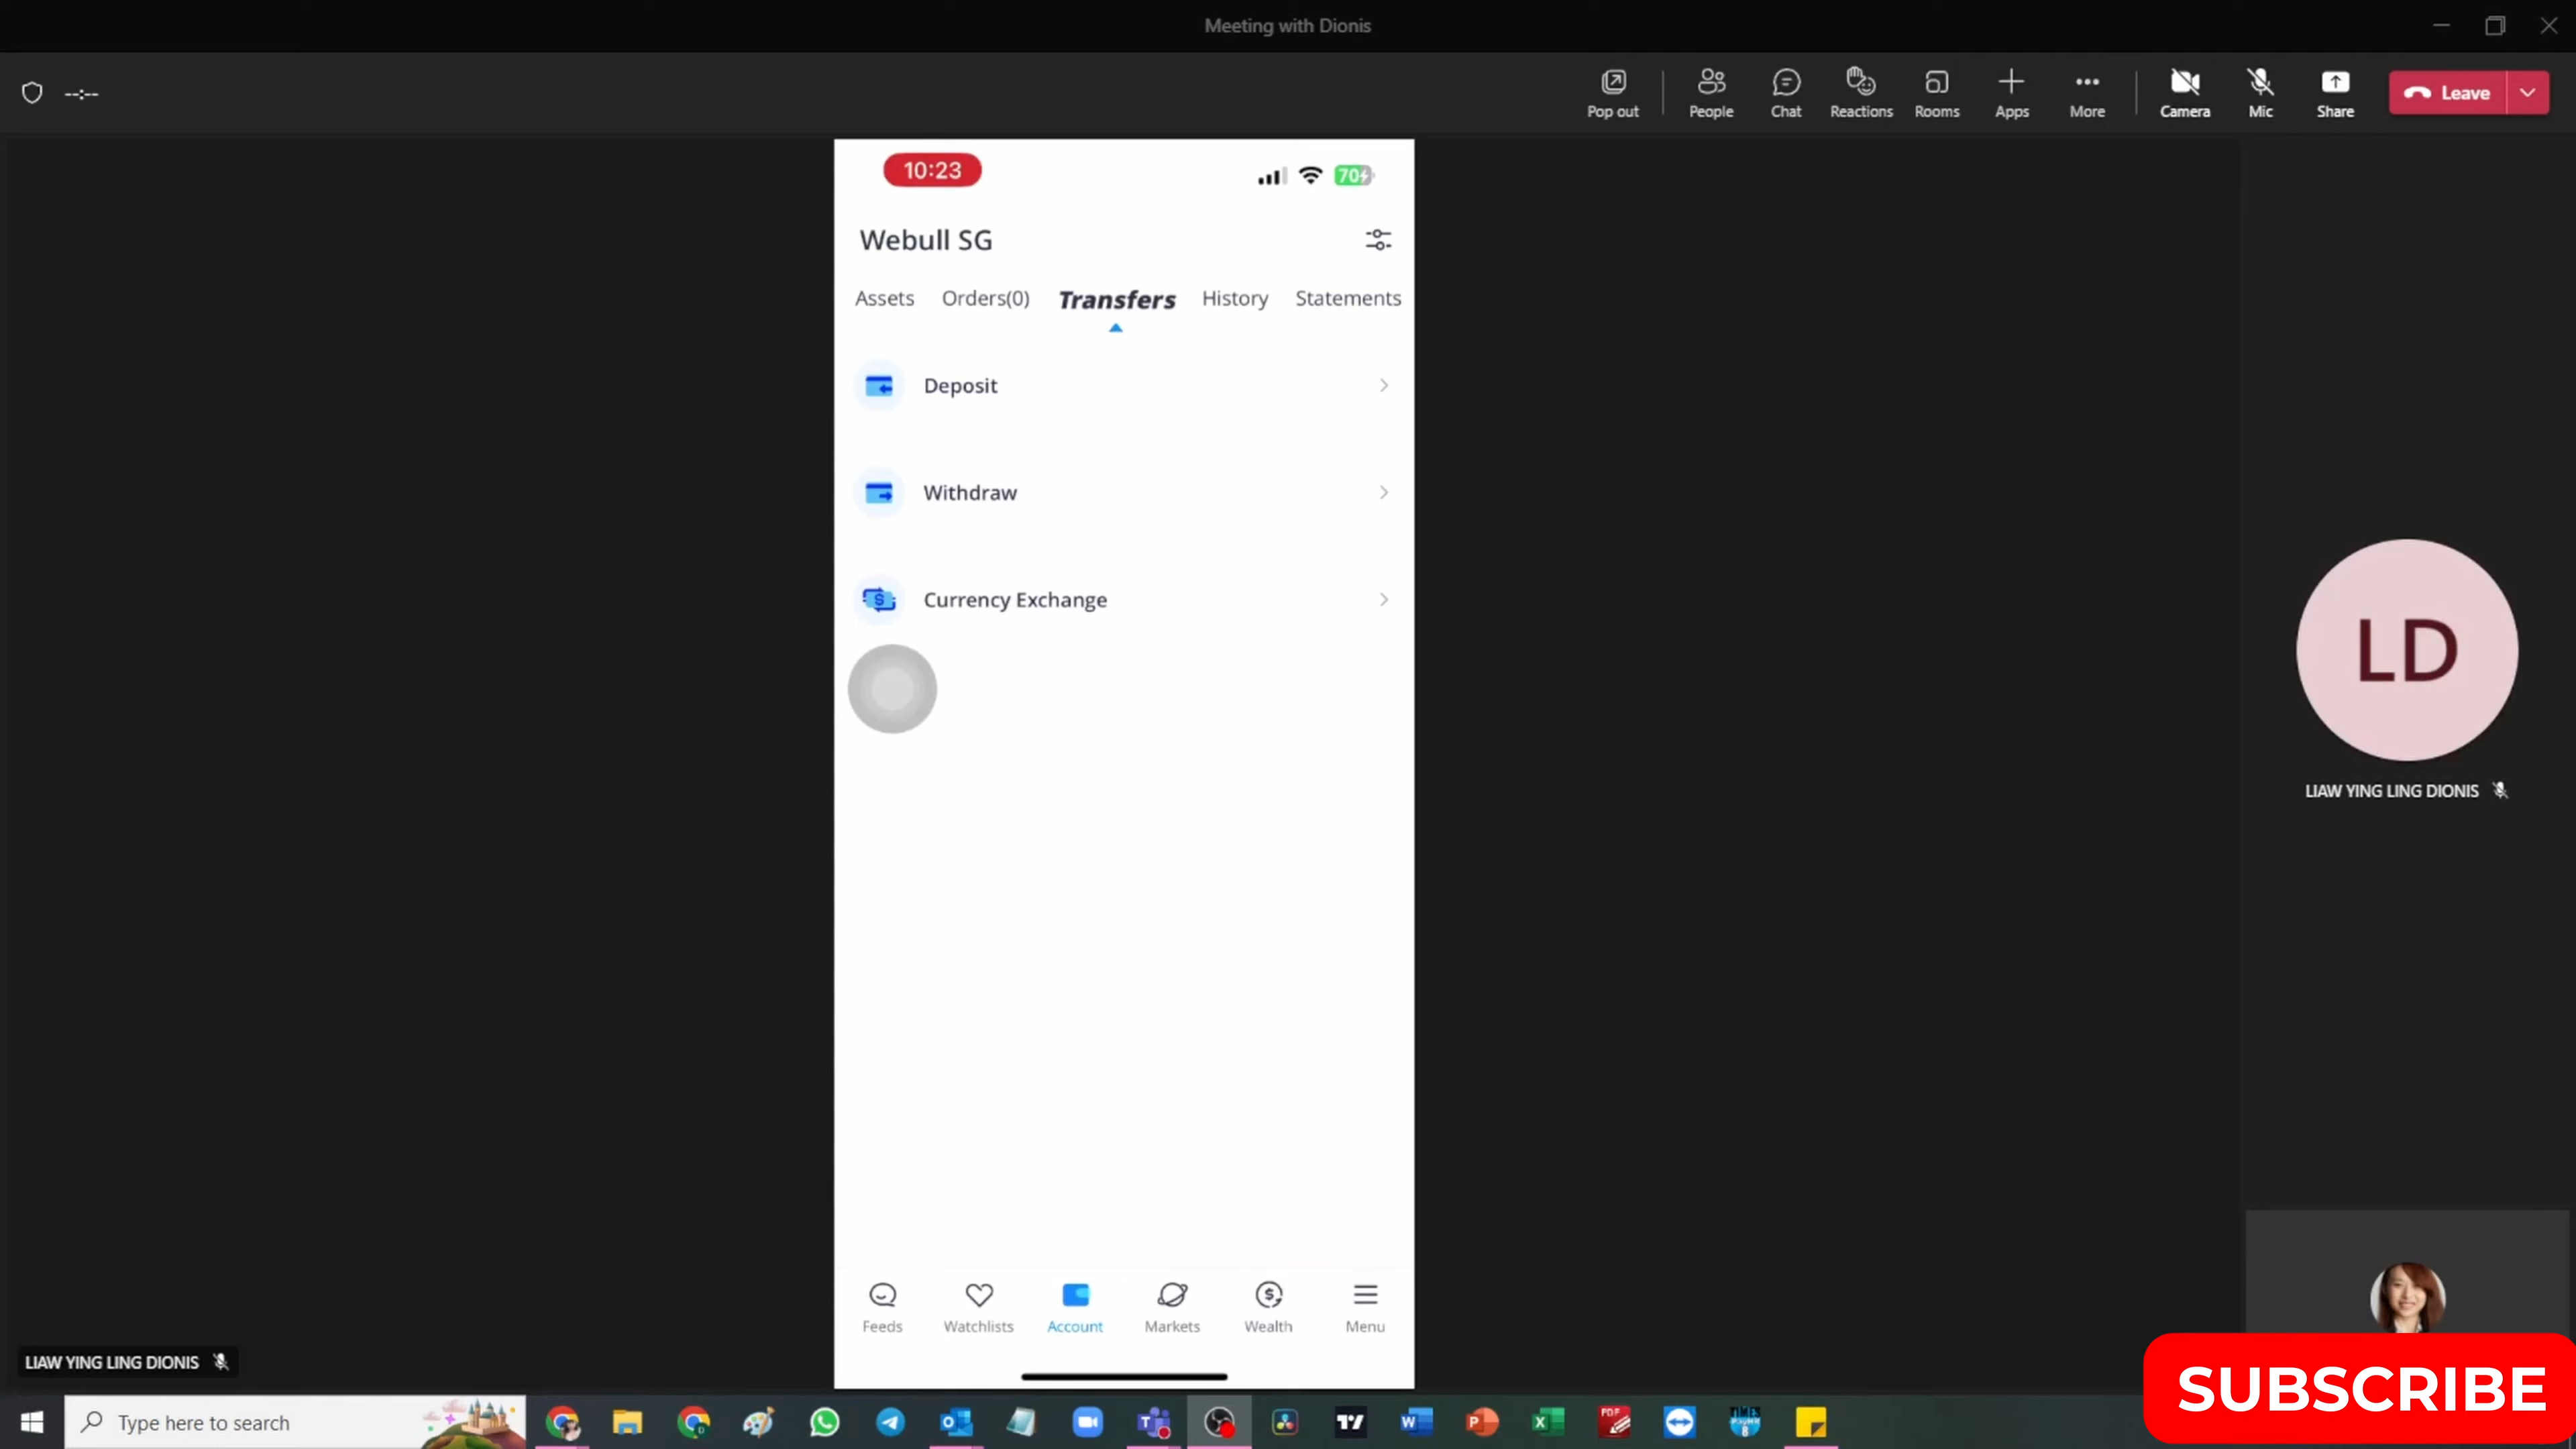 Meeting with Dionis
--:--
Pop out
People
Chat
Reactions
Rooms
Apps
More
Camera
Mic
Share
Leave
10:23
70
Webull SG
Assets
Orders(0)
Transfers
History
Statements
Deposit
Withdraw
Currency Exchange
LD
LIAW YING LING DIONIS
Feeds
Watchlists
Account
Markets
Wealth
Menu
LIAW YING LING DIONIS
SUBSCRIBE
Type here to search